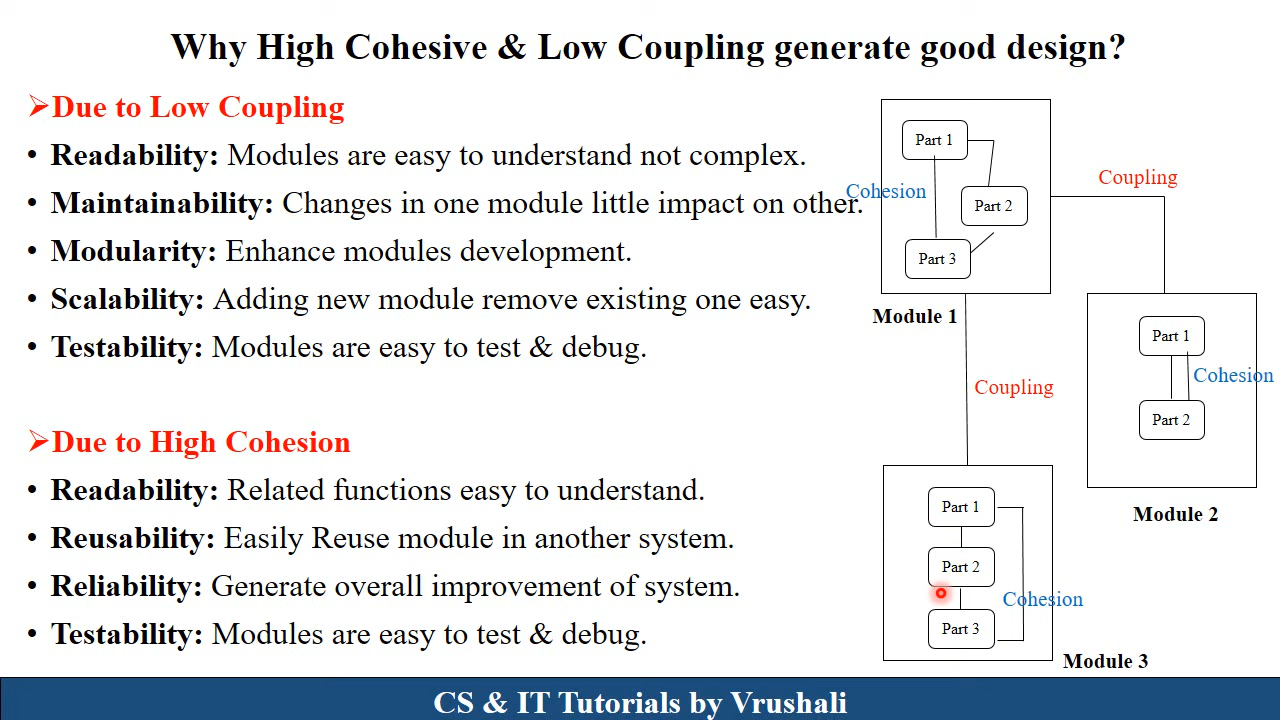 Why High Cohesive & Low Coupling generate good design?
➢Due to Low Coupling
• Readability: Modules are easy to understand not complex.
• Maintainability: Changes in one module little impact on other.
• Modularity: Enhance modules development.
• Scalability: Adding new module remove existing one easy.
• Testability: Modules are easy to test & debug.
➢Due to High Cohesion
• Readability: Related functions easy to understand.
• Reusability: Easily Reuse module in another system.
• Reliability: Generate overall improvement of system.
• Testability: Modules are easy to test & debug.
Part 1
Cohesion
Part 2
Part 3
Module 1
Coupling
Coupling
Part 1
Cohesion
Part 2
Module 2
Part 1
Part 2
Cohesion
Part 3
Module 3
CS & IT Tutorials by Vrushali